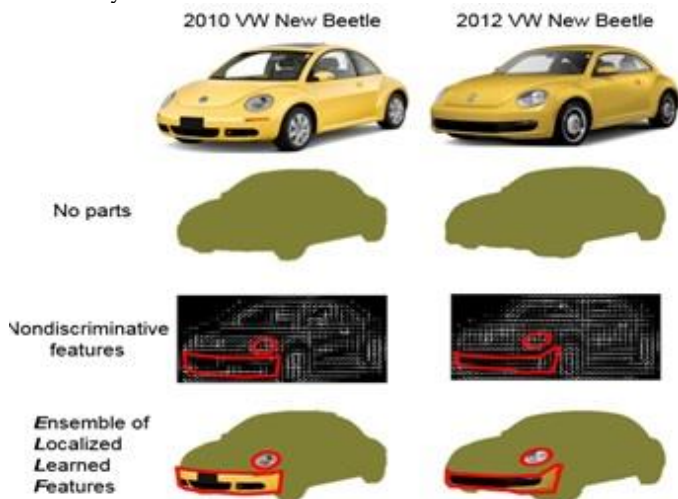 2010 VW New Beetle
2012 VW New Beetle
No parts
Nondiscriminative
features
Ensemble of
Localized
Learned
Features